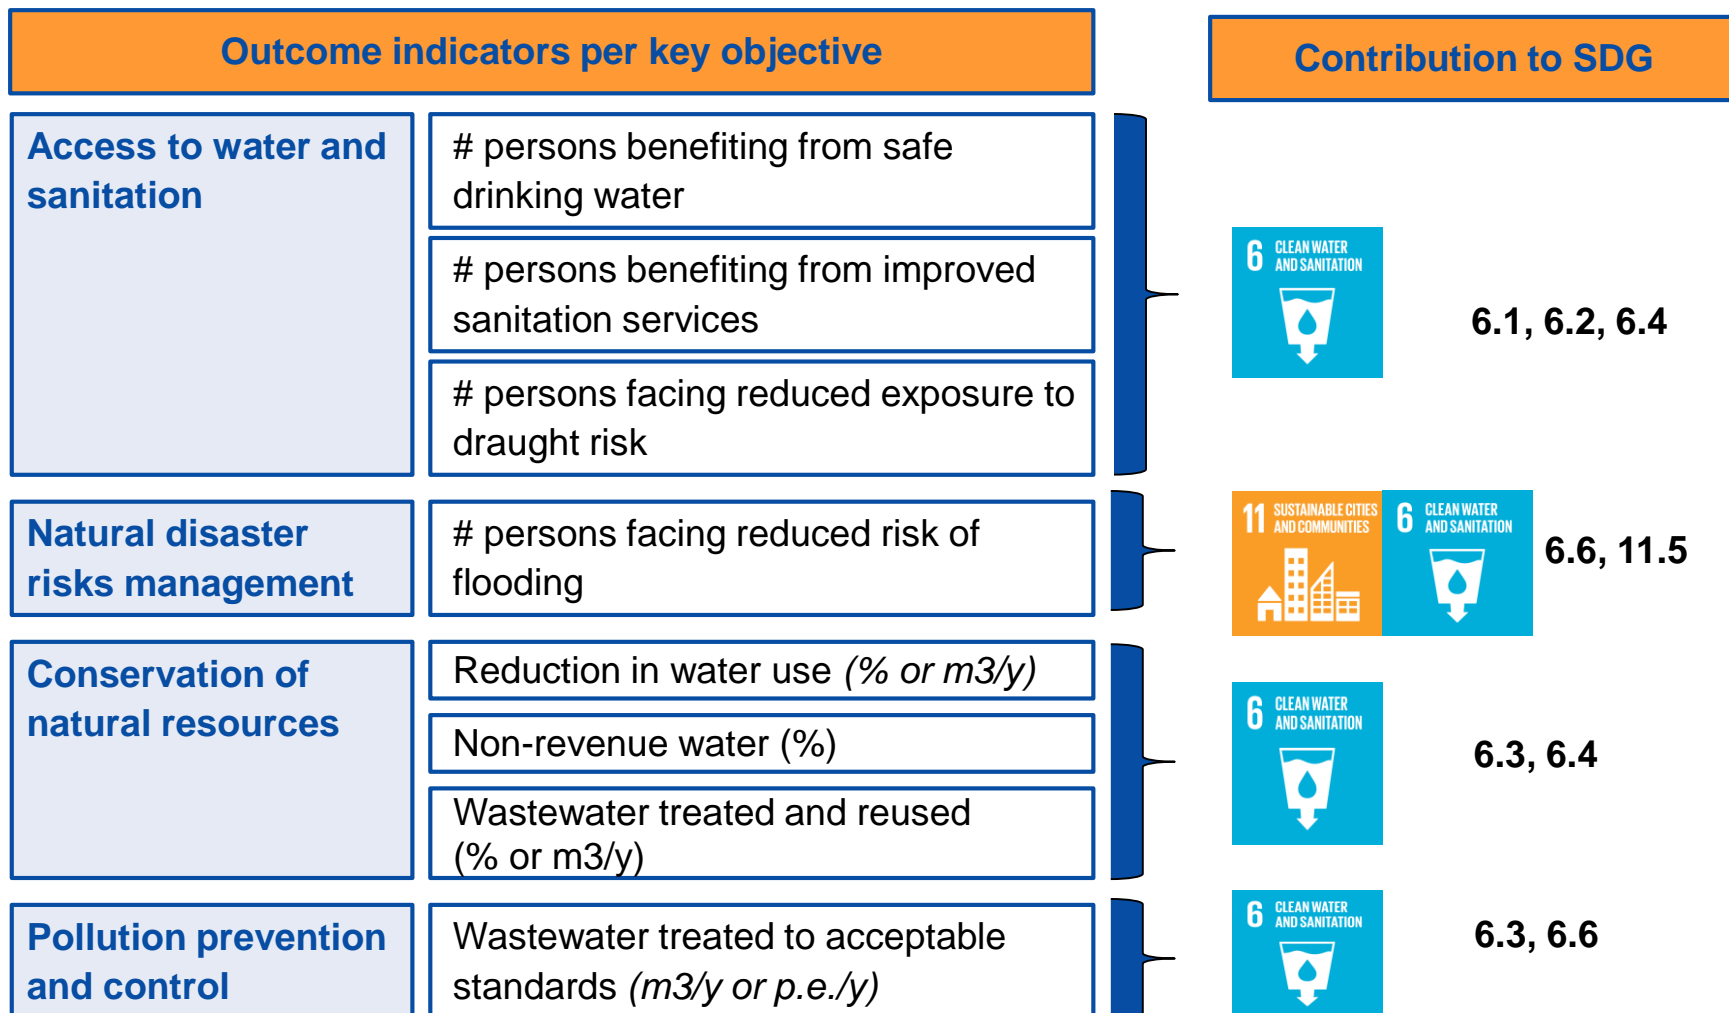 Outcome indicators per key objective
Contribution to SDG
Access to water and
sanitation
# persons benefiting from safe
drinking water
# persons benefiting from improved
sanitation services
# persons facing reduced exposure to
draught risk
6 CLEAN WATER
AND SANITATION
6.1, 6.2, 6.4
Natural disaster
risks management
# persons facing reduced risk of
flooding
11 SUSTAINABLE CITIES
AND COMMUNITIES
6 CLEAN WATER
AND SANITATION
6.6, 11.5
Conservation of
natural resources
Reduction in water use (% or m3/y)
Non-revenue water (%)
Wastewater treated and reused
(% or m3/y)
6 CLEAN WATER
AND SANITATION
6.3, 6.4
Pollution prevention
and control
Wastewater treated to acceptable
standards (m3/y or p.e./y)
6 CLEAN WATER
AND SANITATION
6.3, 6.6